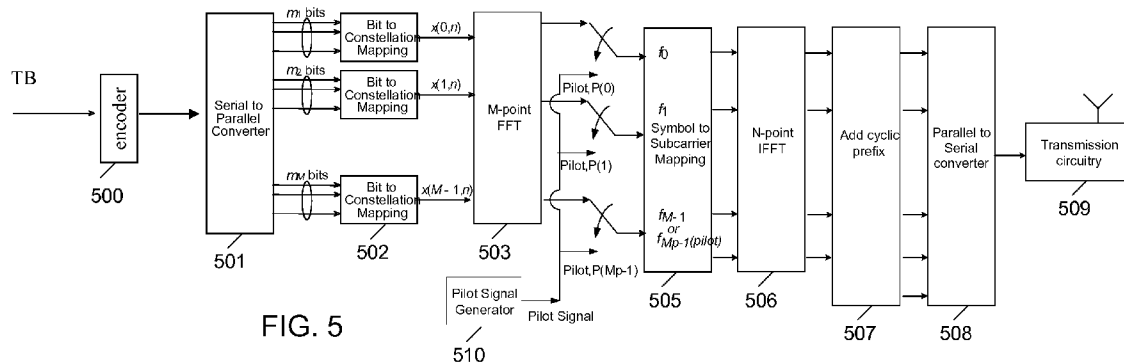 TB
encoder
500
Serial to
Parallel
Converter
501
m1 bits
m2 bits
mM bits
Bit to
Constellation
Mapping
Bit to
Constellation
Mapping
Bit to
Constellation
Mapping
502
x(0,n)
x(1,n)
x(M-1,n)
M-point
FFT
503
Pilot,P(0)
Pilot,P(1)
Pilot,P(Mp-1)
Pilot Signal
Generator
510
Pilot Signal
f0
f1
Symbol to
Subcarrier
Mapping
fM-1
or
fMp-1(pilot)
505
N-point
IFFT
506
Add cyclic
prefix
507
Parallel to
Serial
converter
508
Transmission
circuitry
509
FIG. 5